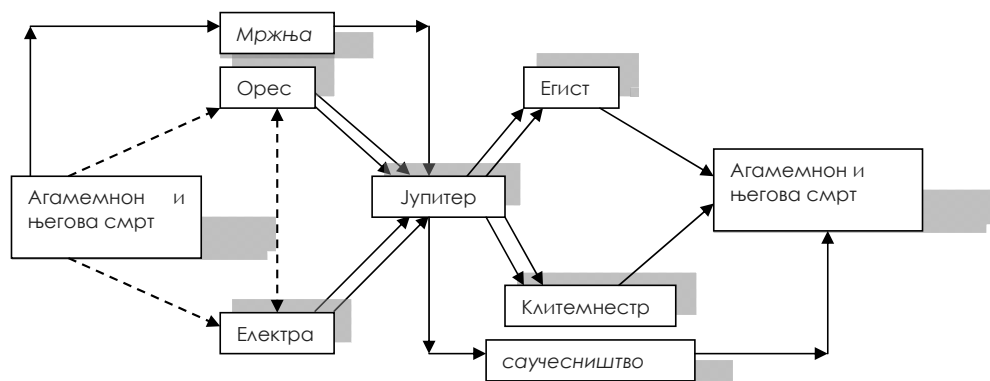 Мржња
Орес
Егист
Агамемнон и
његова смрт
Јупитер
Агамемнон и
његова смрт
Електра
Клитемнестр
саучесништво